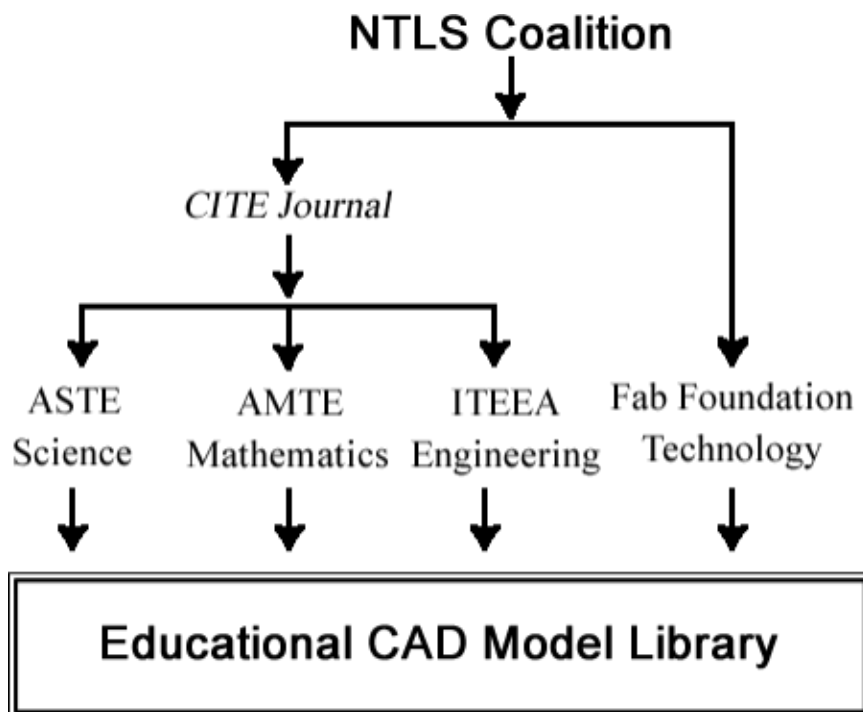 NTLS Coalition
CITE Journal
ASTE
Science
AMTE
Mathematics
ITEEA
Engineering
Fab Foundation
Technology
Educational CAD Model Library